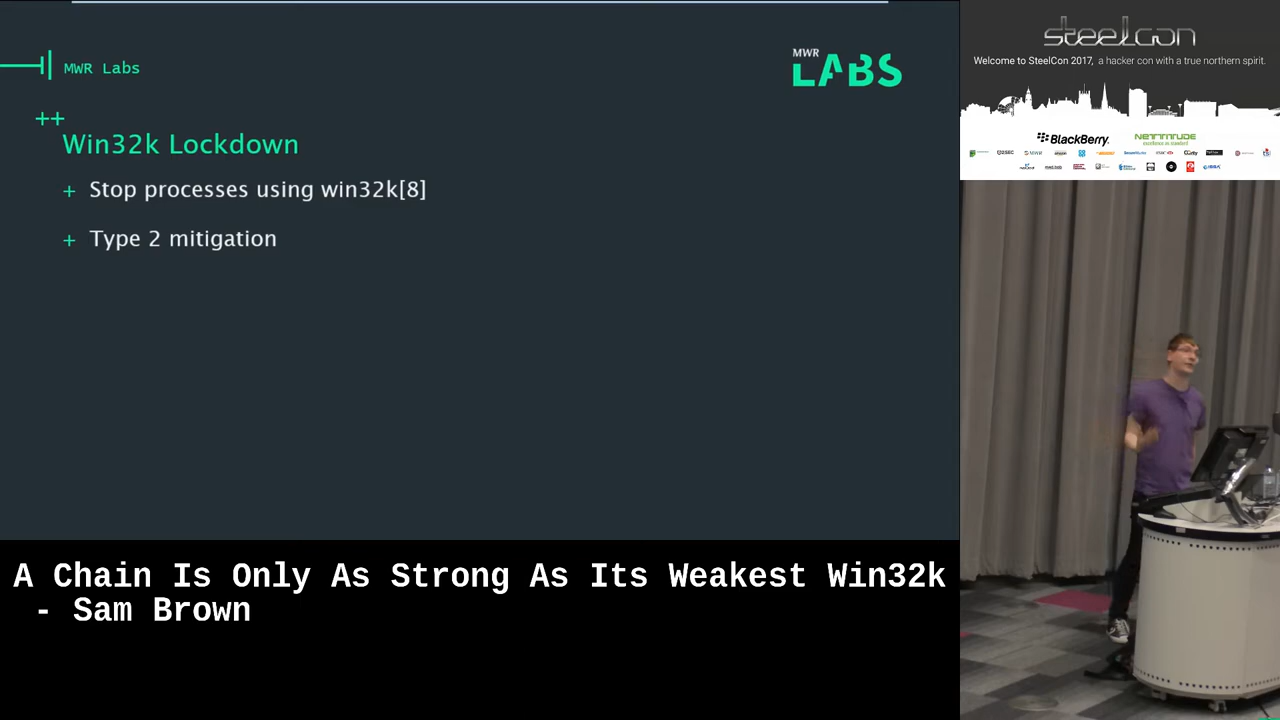 MWR Labs
MWR
LABS
++
Win32k Lockdown
+ Stop processes using win32k[8]
+ Type 2 mitigation
A Chain Is Only As Strong As Its Weakest Win32k
- Sam Brown
steelcon
Welcome to SteelCon 2017, a hacker con with a true northern spirit.
BlackBerry
NETTITUDE